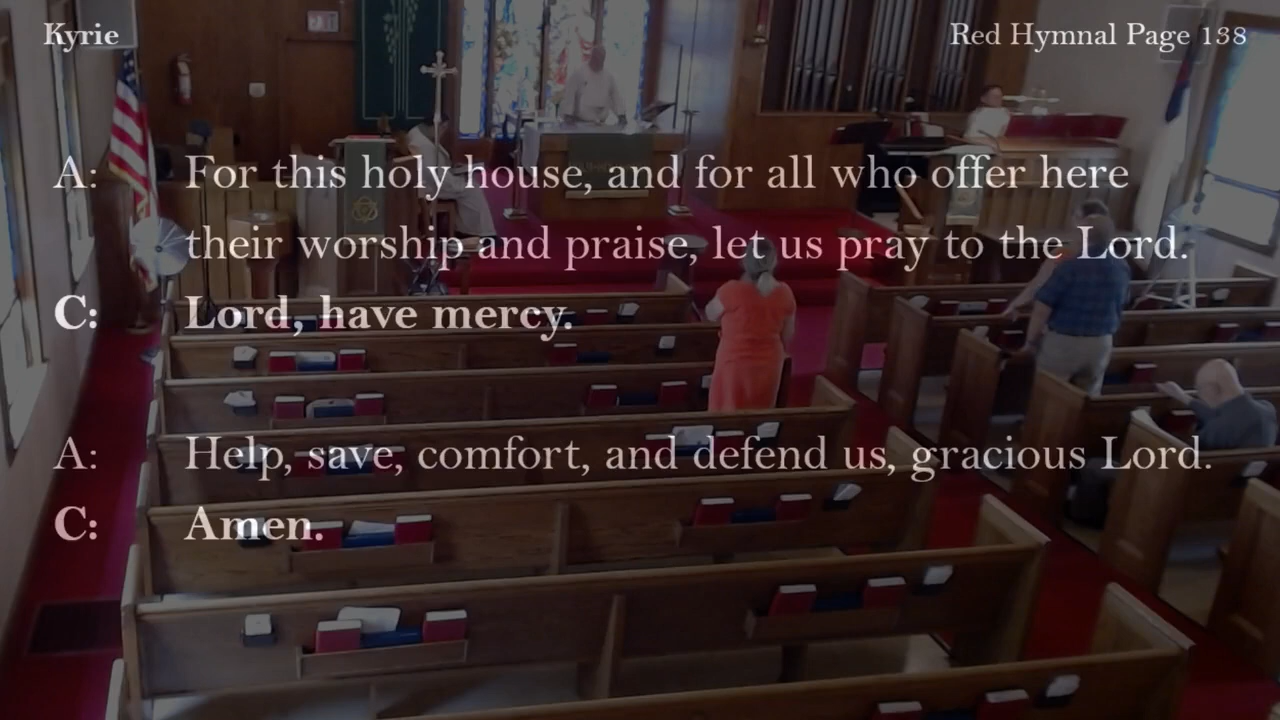 Kyrie
Red Hymnal Page 138
A: For this holy house, and for all who offer here
their worship and praise, let us pray to the Lord.
C: Lord, have mercy.
A: Help, save, comfort, and defend us, gracious Lord.
C: Amen.